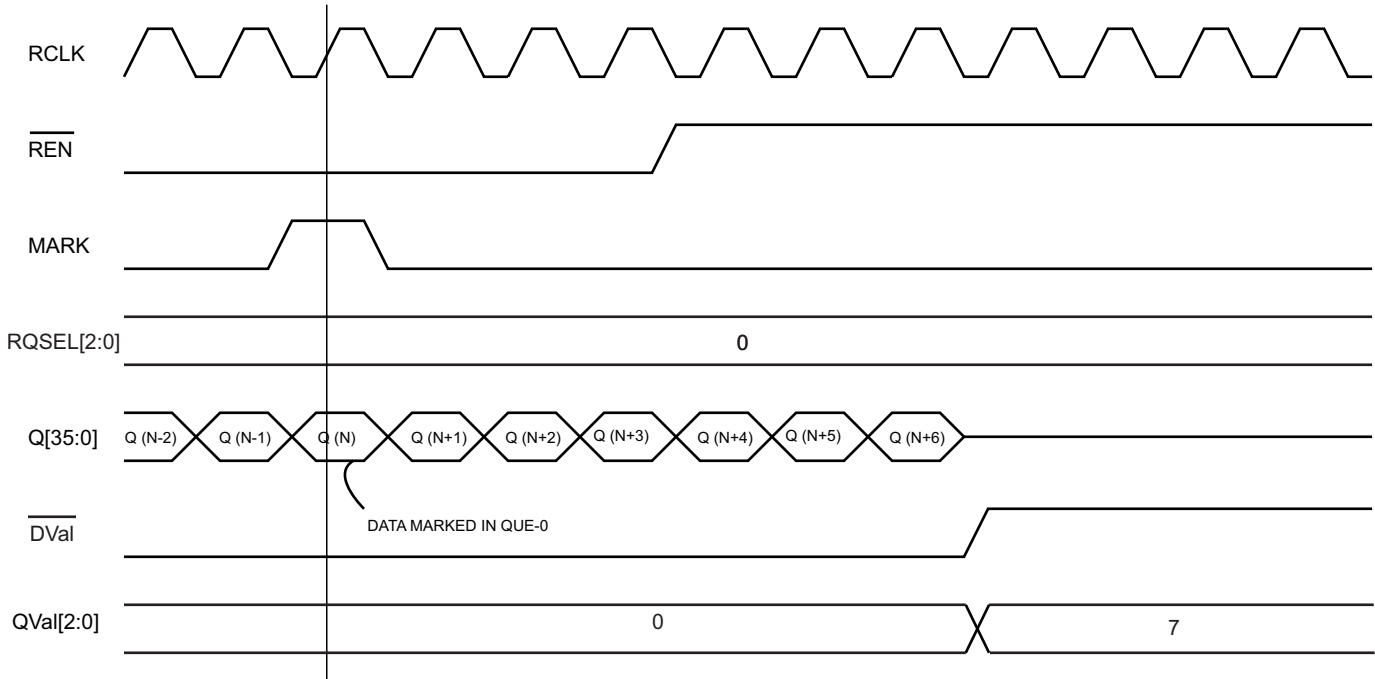 RCLK
REN
MARK
RQSEL[2:0]
0
Q[35:0]
Q (N-2)
Q (N-1)
Q (N)
Q (N+1)
Q (N+2)
Q (N+3)
Q (N+4)
Q (N+5)
Q (N+6)
DATA MARKED IN QUE-0
DVal
QVal[2:0]
0
7